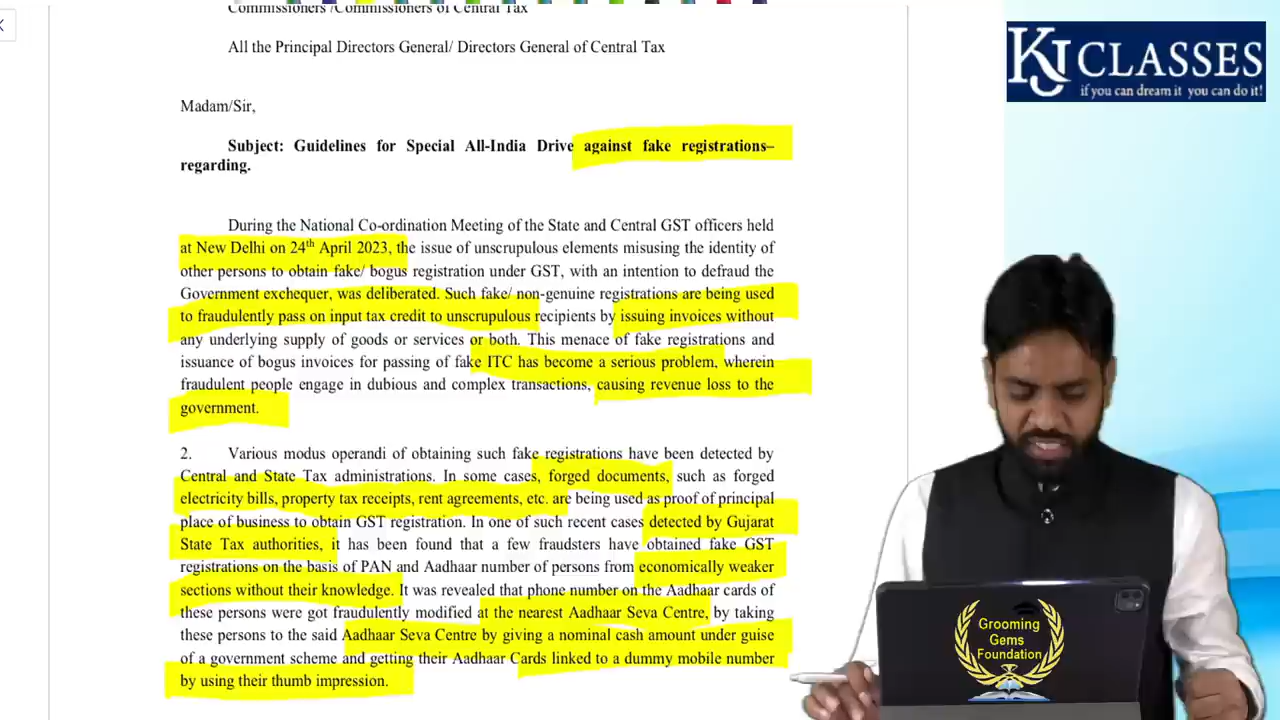 Commissioners /Commissioners of Central Tax
All the Principal Directors General/ Directors General of Central Tax
Madam/Sir,
Subject: Guidelines for Special All-India Drive against fake registrations–
regarding.
During the National Co-ordination Meeting of the State and Central GST officers held
at New Delhi on 24th April 2023, the issue of unscrupulous elements misusing the identity of
other persons to obtain fake/ bogus registration under GST, with an intention to defraud the
Government exchequer, was deliberated. Such fake/ non-genuine registrations are being used
to fraudulently pass on input tax credit to unscrupulous recipients by issuing invoices without
any underlying supply of goods or services or both. This menace of fake registrations and
issuance of bogus invoices for passing of fake ITC has become a serious problem, wherein
fraudulent people engage in dubious and complex transactions, causing revenue loss to the
government.
2. Various modus operandi of obtaining such fake registrations have been detected by
Central and State Tax administrations. In some cases, forged documents, such as forged
electricity bills, property tax receipts, rent agreements, etc. are being used as proof of principal
place of business to obtain GST registration. In one of such recent cases detected by Gujarat
State Tax authorities, it has been found that a few fraudsters have obtained fake GST
registrations on the basis of PAN and Aadhaar number of persons from economically weaker
sections without their knowledge. It was revealed that phone number on the Aadhaar cards of
these persons were got fraudulently modified at the nearest Aadhaar Seva Centre, by taking
these persons to the said Aadhaar Seva Centre by giving a nominal cash amount under guise
of a government scheme and getting their Aadhaar Cards linked to a dummy mobile number
by using their thumb impression.
KJ CLASSES
if you can dream it you can do it!
Grooming
Gems
Foundation